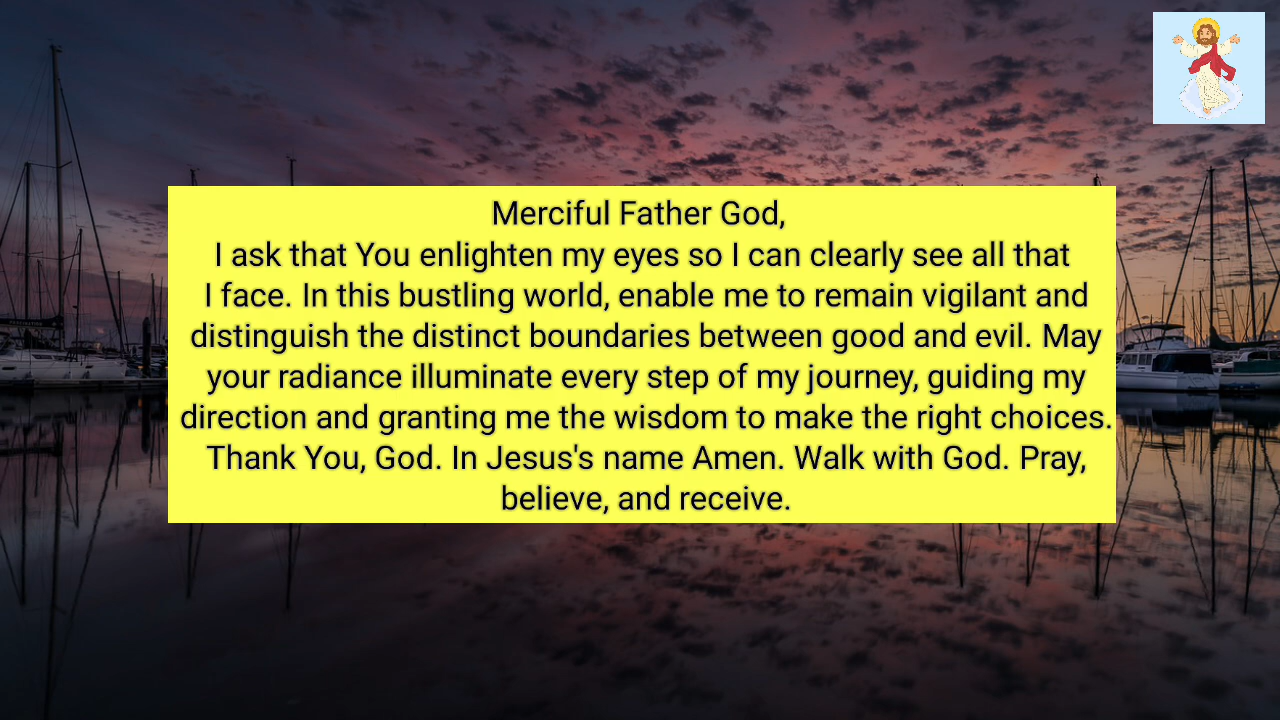 Merciful Father God,
I ask that You enlighten my eyes so I can clearly see all that
I face. In this bustling world, enable me to remain vigilant and
distinguish the distinct boundaries between good and evil. May
your radiance illuminate every step of my journey, guiding my
direction and granting me the wisdom to make the right choices.
Thank You, God. In Jesus's name Amen. Walk with God. Pray,
believe, and receive.